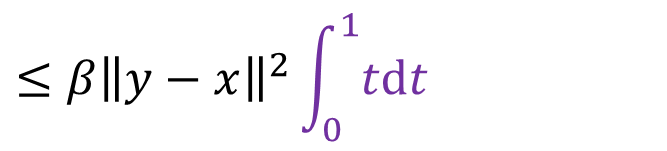 ≤ β‖y − x‖² ∫₀¹ tdt